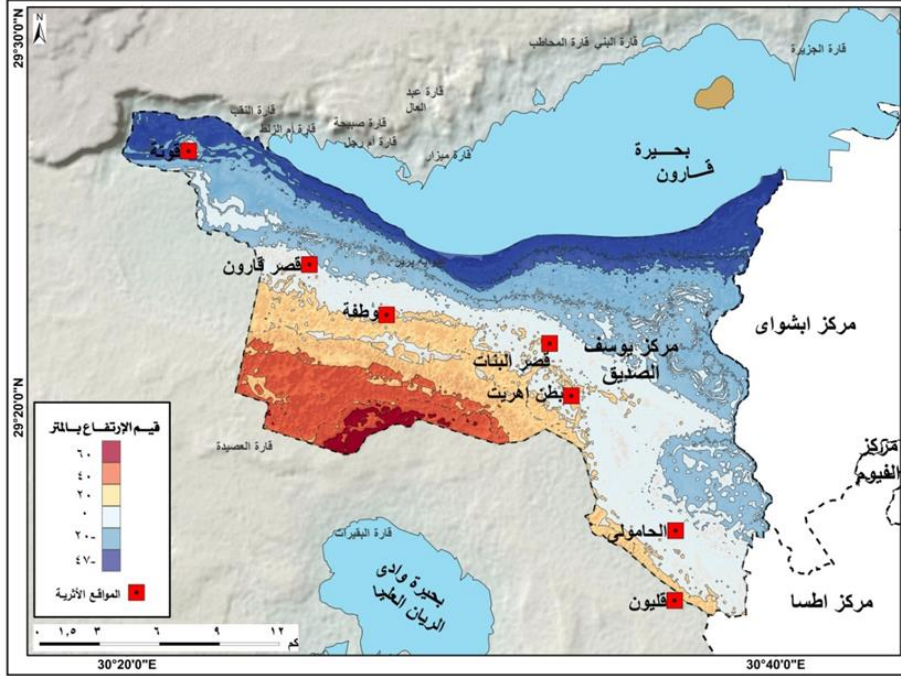 29°30'0"N
N
قارة الجزيرة
قارة البني
قارة المحاطب
قارة عبد
العال
قارة النقب
قارة أم الزلط
قارة صبيحة
قارة أم رجل
قارة ميزار
بحيرة
قارون
قوتة
قصر قارون
وطفة
مركز ابشواى
مركز يوسف
الصديق
قصر البنات
بطن إهريت
29°20'0"N
قارة العصيدة
مركز
الفيوم
قيم الإرتفاع بالمتر
٦٠
٤٠
٢٠
٠
-٢٠
-٤٧
المواقع الأثرية
قارة البقيرات
بحيرة وادى
الريان العليا
الحامولي
قليون
مركز اطسا
٠ ١,٥ ٣ ٦ ٩ ١٢
كم
30°20'0"E
30°40'0"E